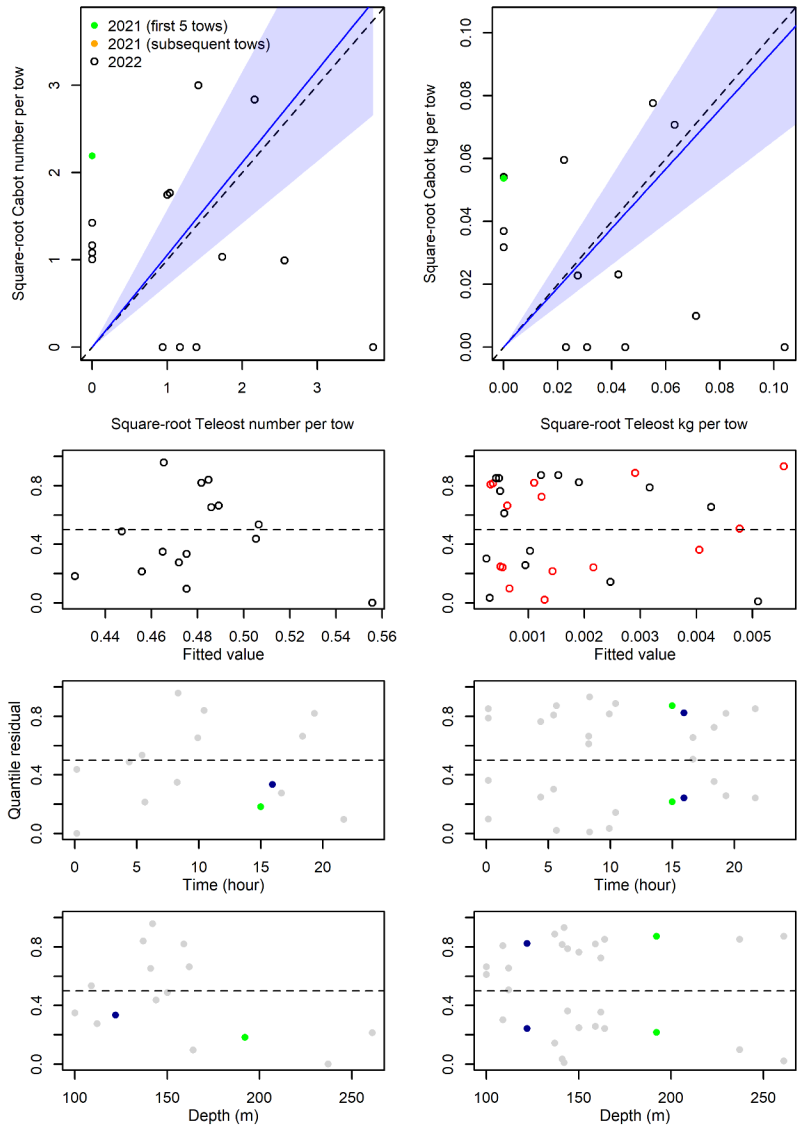 2021 (first 5 tows)
2021 (subsequent tows)
2022
Square-root Cabot number per tow
0 1 2 3
0 1 2 3
Square-root Teleost number per tow
Square-root Cabot kg per tow
0.00 0.02 0.04 0.06 0.08 0.10
0.00 0.02 0.04 0.06 0.08 0.10
Square-root Teleost kg per tow
0.0 0.4 0.8
0.44 0.46 0.48 0.50 0.52 0.54 0.56
Fitted value
0.0 0.4 0.8
0.001 0.002 0.003 0.004 0.005
Fitted value
Quantile residual
0.0 0.4 0.8
0 5 10 15 20
Time (hour)
0.0 0.4 0.8
0 5 10 15 20
Time (hour)
0.0 0.4 0.8
100 150 200 250
Depth (m)
0.0 0.4 0.8
100 150 200 250
Depth (m)